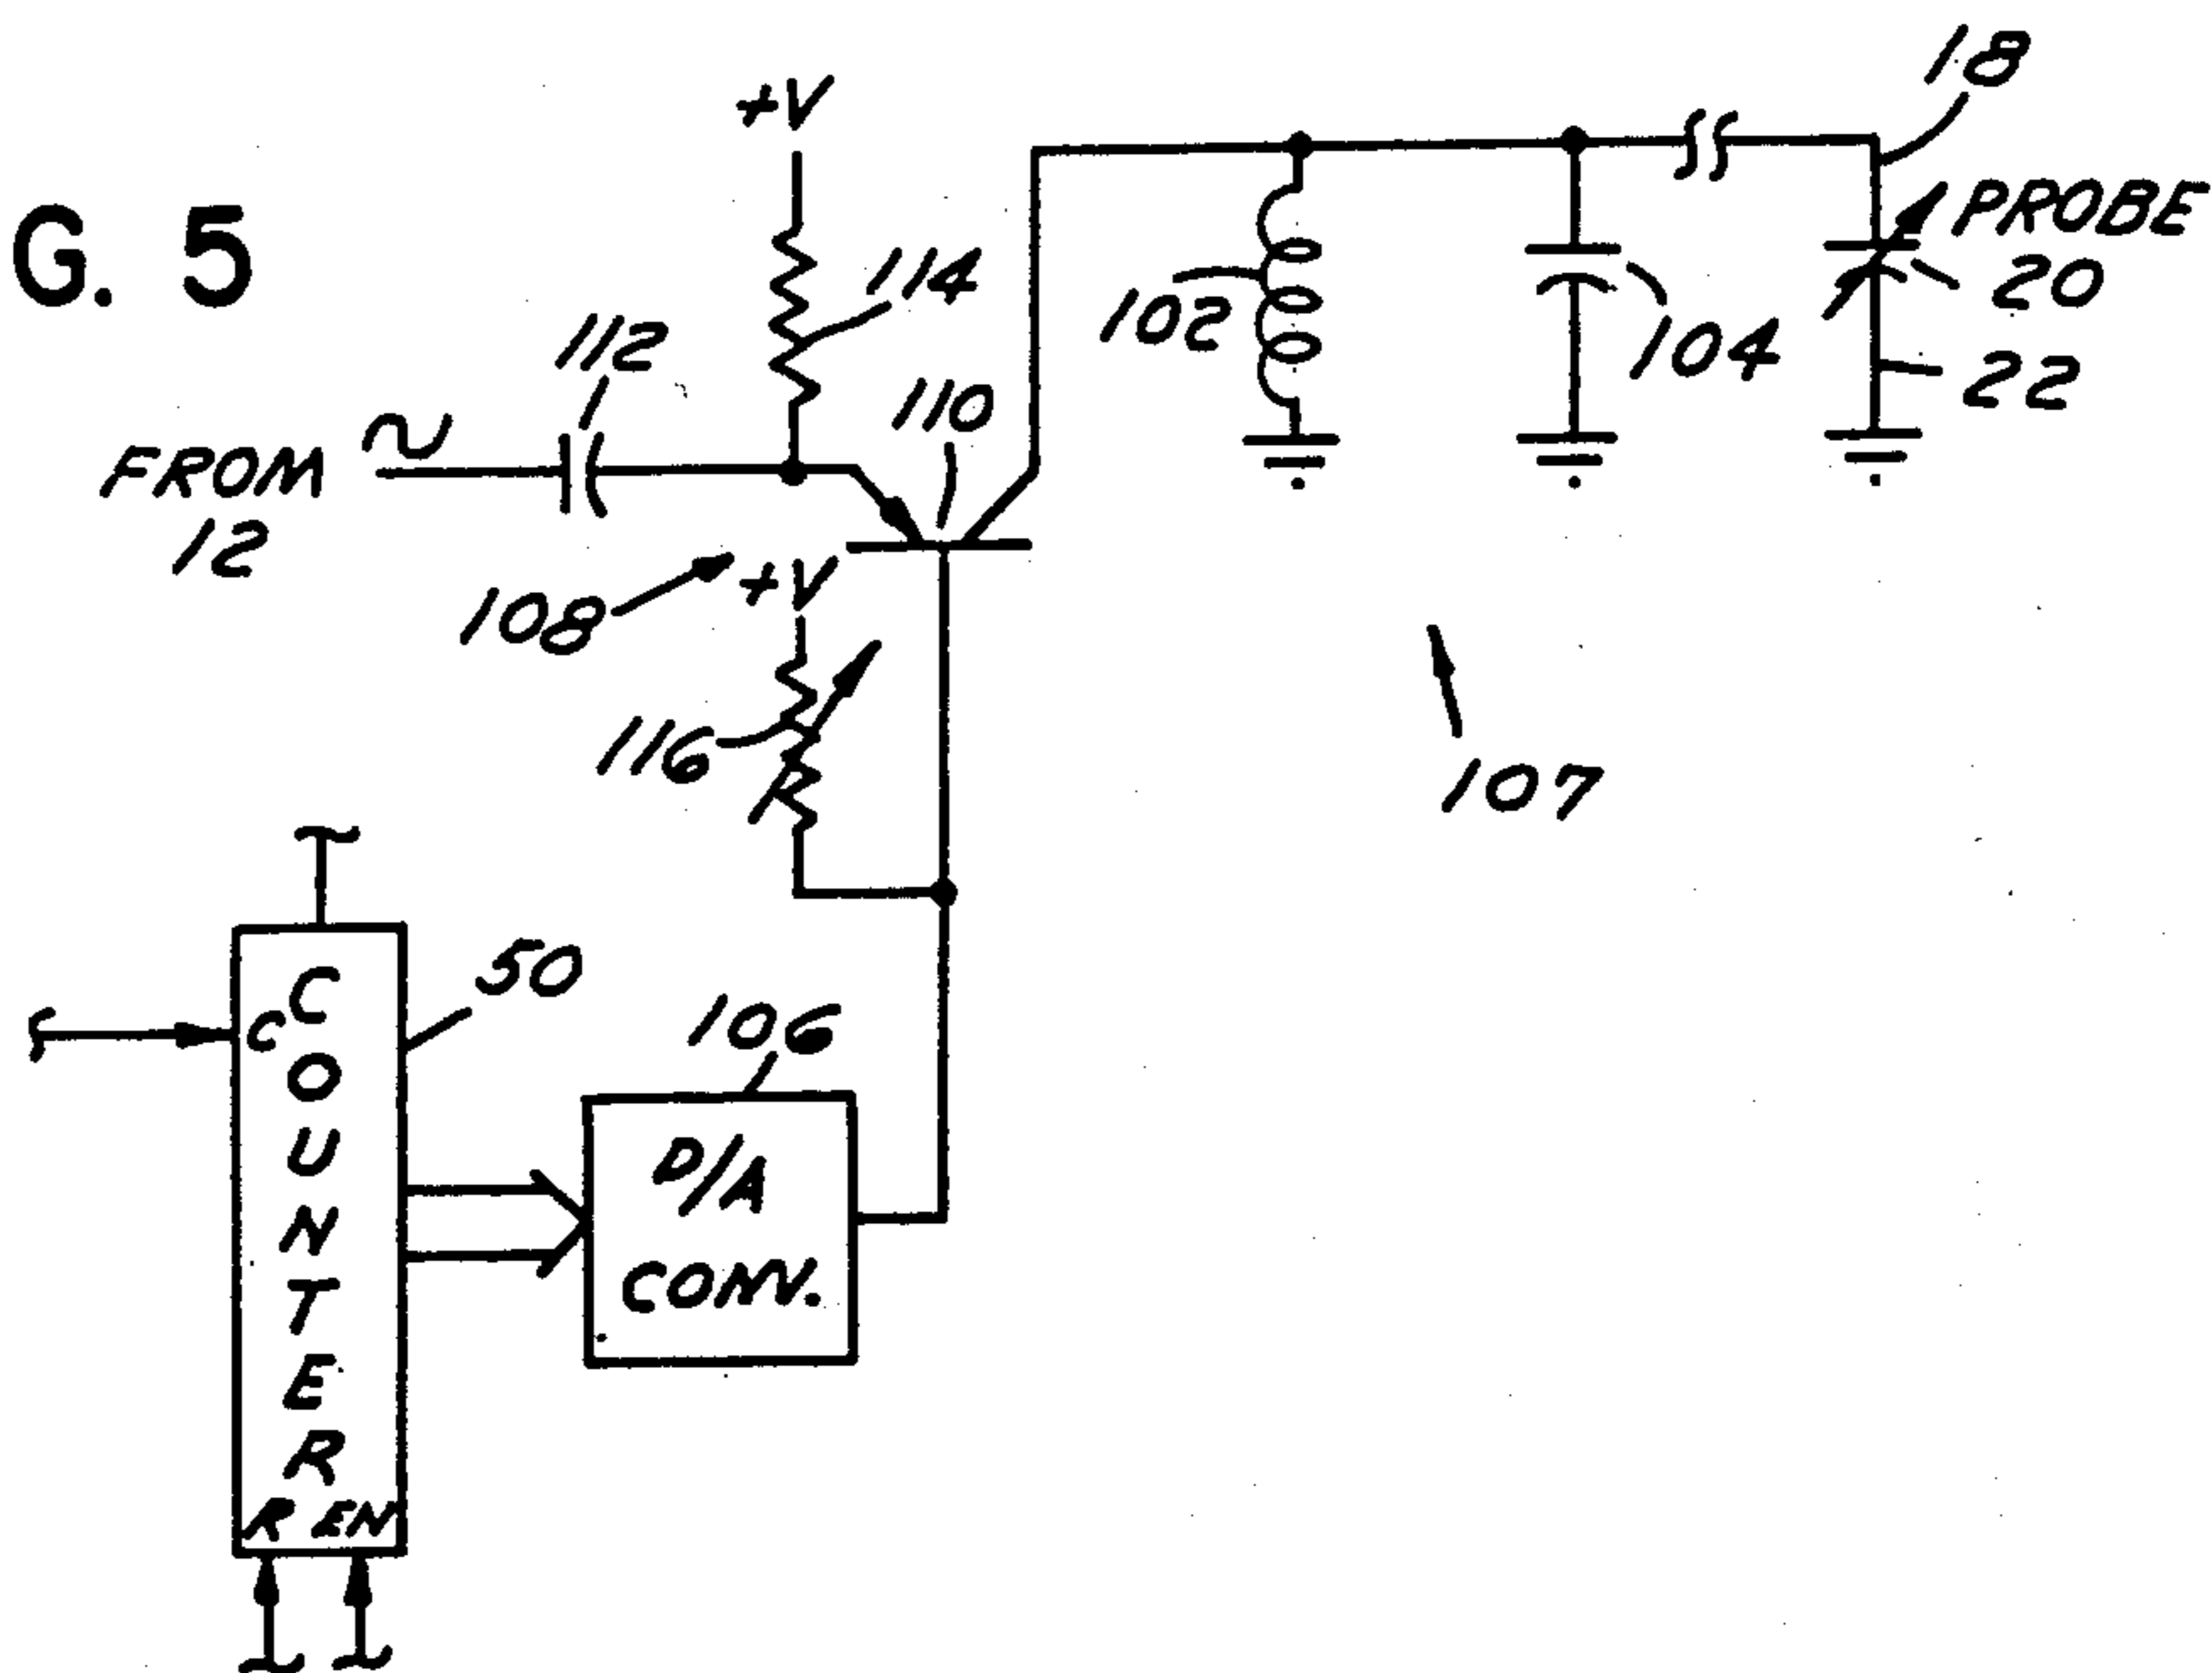 G. 5
+V
18
PROBE
20
22
114
112
110
102
104
FROM
12
108
+V
116
107
50
106
C
COUNTER
D/A
CONV.
R EN